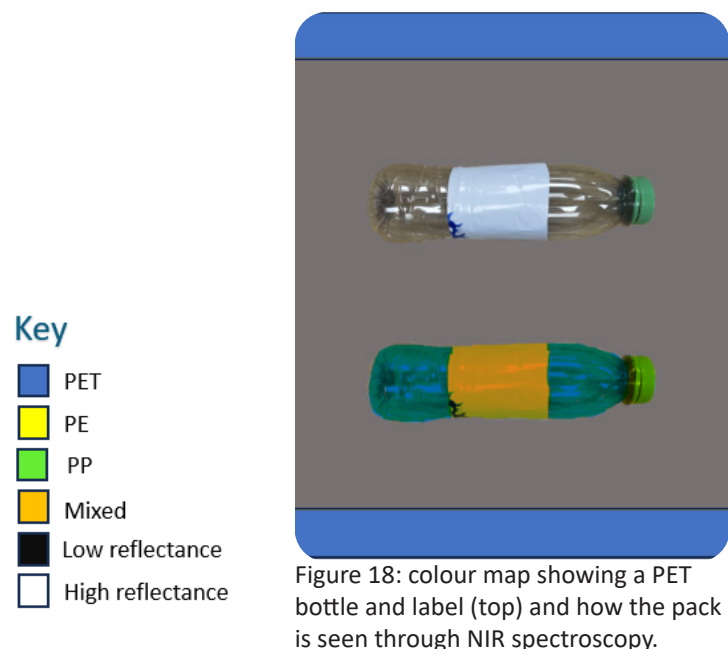 Key
PET
PE
PP
Mixed
Low reflectance
High reflectance
Figure 18: colour map showing a PET
bottle and label (top) and how the pack
is seen through NIR spectroscopy.